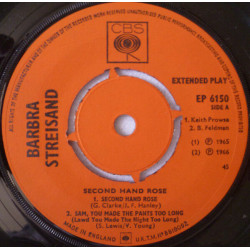 CBS
BARBRA
STREISAND
EXTENDED PLAY
EP 6150
SIDE A
1. Keith Prowse
2. B. Feldman
(1) ℗ 1965
(2) ℗ 1966
45
SECOND HAND ROSE
1. SECOND HAND ROSE
(G. Clarke/J. F. Hanley)
2. SAM, YOU MADE THE PANTS TOO LONG
(Lawd You Made The Night Too Long)
(S. Lewis/V. Young)
MADE IN ENGLAND